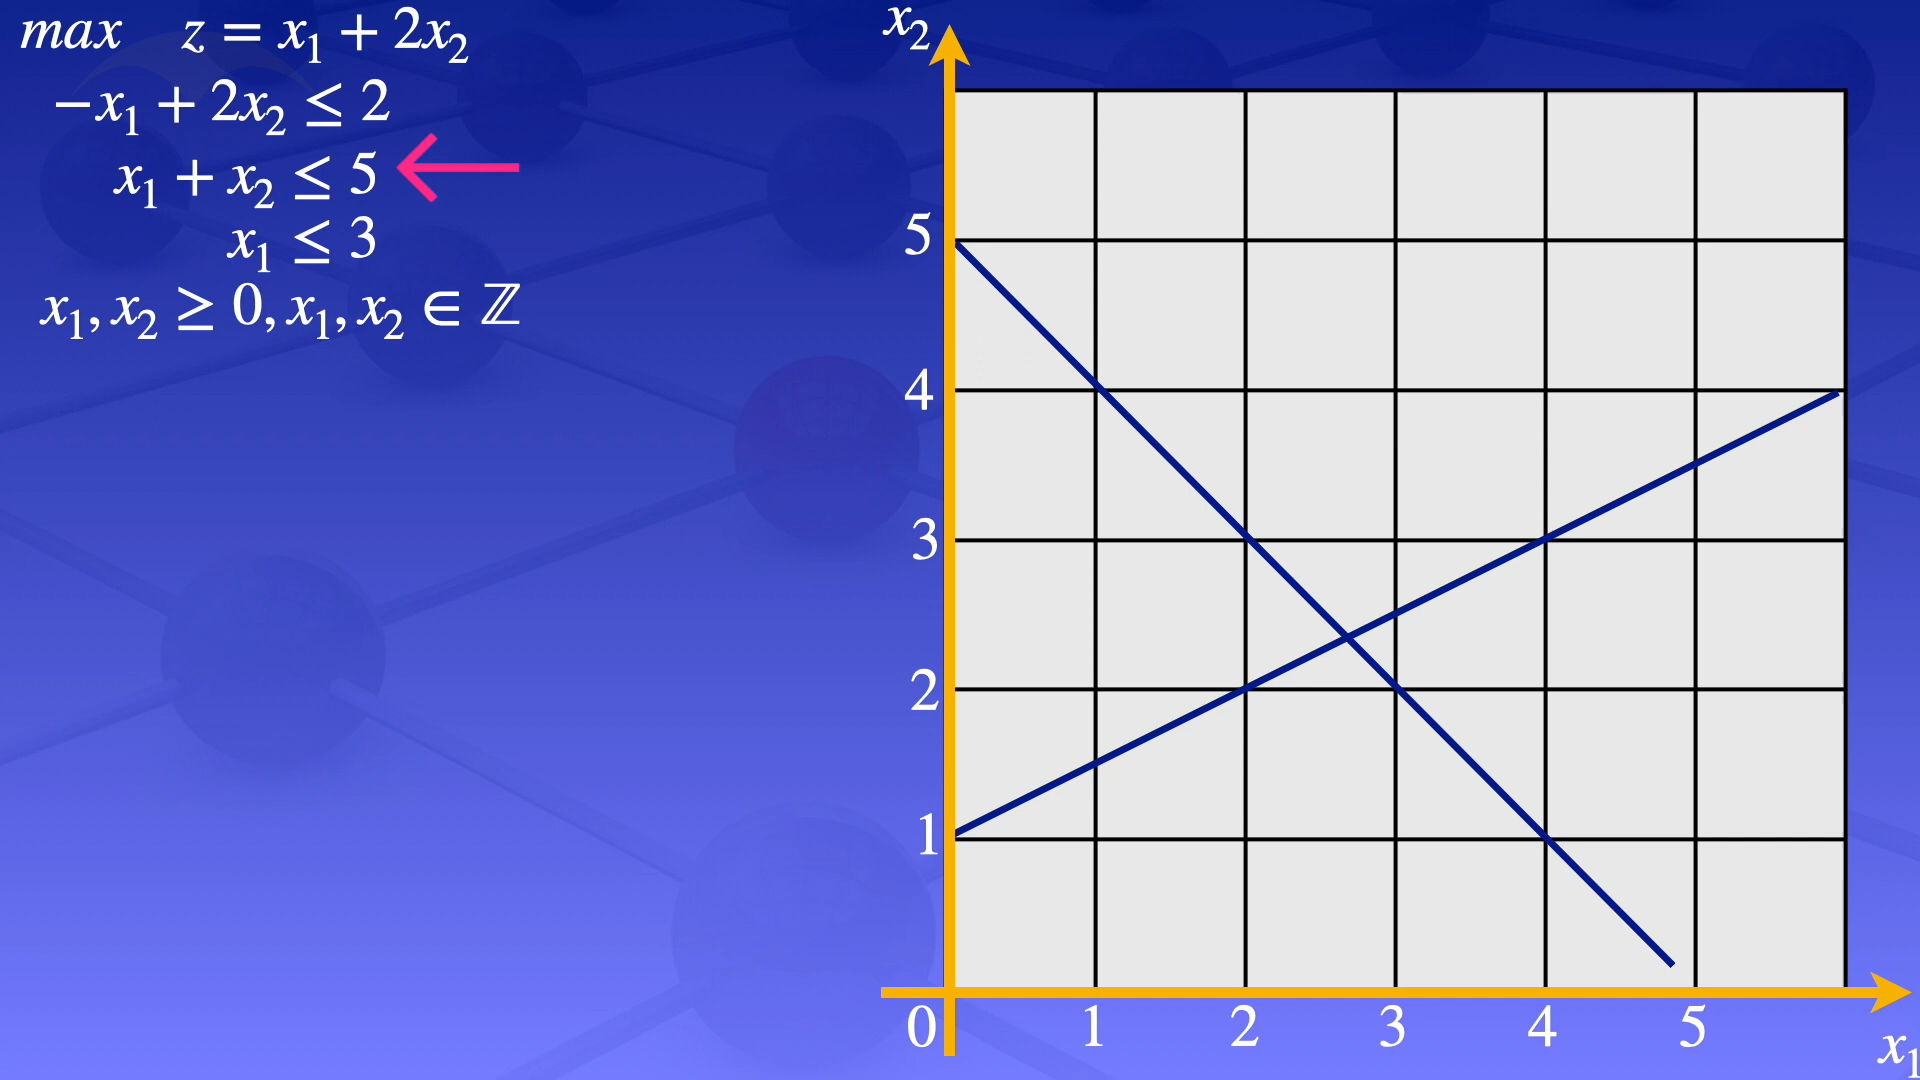 max z = x₁ + 2x₂
−x₁ + 2x₂ ≤ 2
x₁ + x₂ ≤ 5
x₁ ≤ 3
x₁, x₂ ≥ 0, x₁, x₂ ∈ ℤ
x₂
5
4
3
2
1
0 1 2 3 4 5
x₁